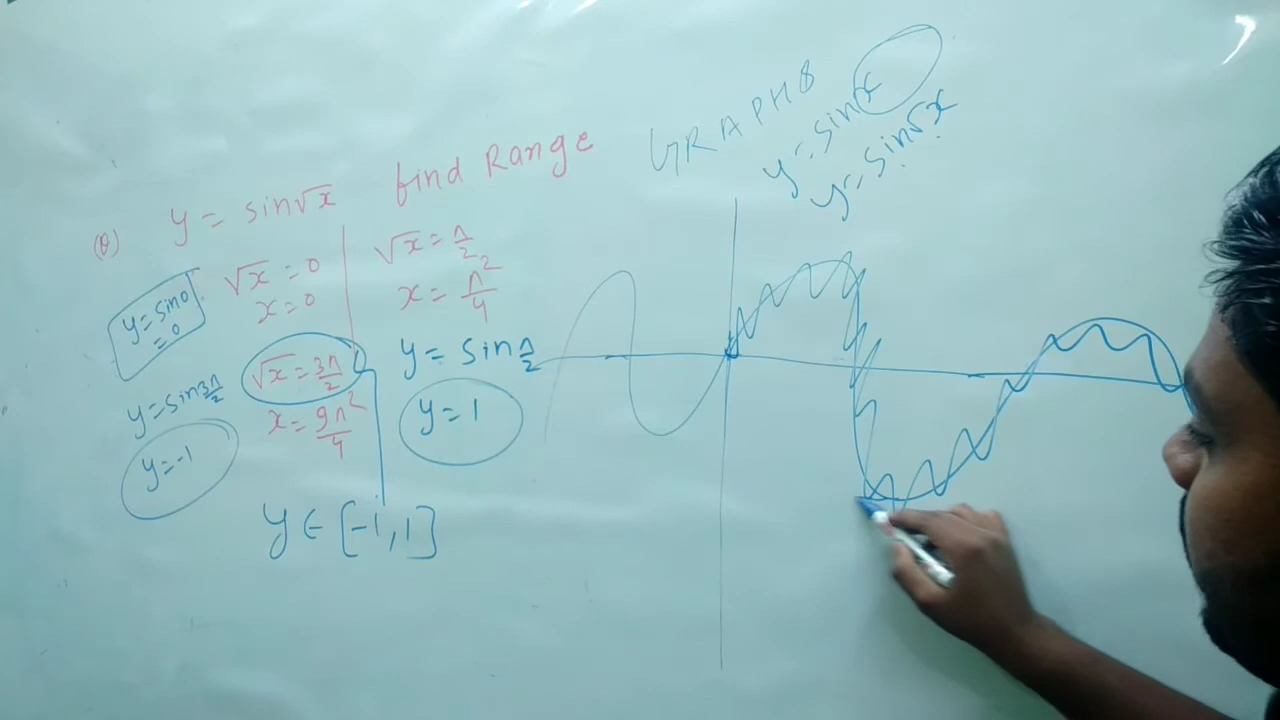 (Q) y = sin√x find Range
√x = 0
x = 0
y = sin0
= 0
√x = π/2
x = π²/4
y = sin π/2
y = 1
√x = 3π/2
x = 9π²/4
y = sin 3π/2
y = -1
y ∈ [-1, 1]
GRAPHS
y = sin x
y = sin√x